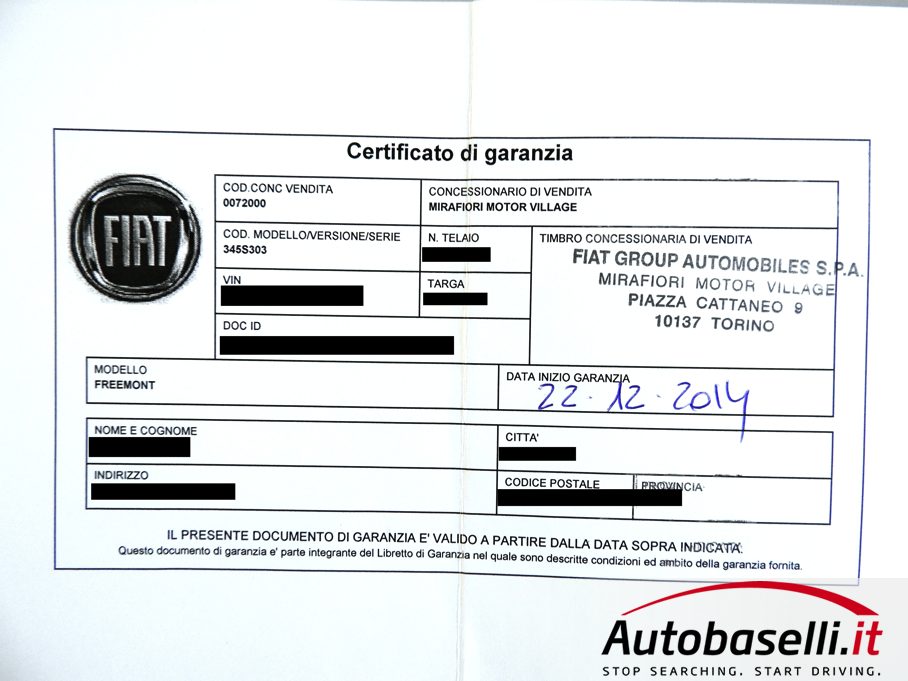 Certificato di garanzia
FIAT
COD.CONC VENDITA
0072000
CONCESSIONARIO DI VENDITA
MIRAFIORI MOTOR VILLAGE
COD. MODELLO/VERSIONE/SERIE
345S303
N. TELAIO
TIMBRO CONCESSIONARIA DI VENDITA
FIAT GROUP AUTOMOBILES S.P.A.
MIRAFIORI MOTOR VILLAGE
PIAZZA CATTANEO 9
10137 TORINO
VIN
TARGA
DOC ID
MODELLO
FREEMONT
DATA INIZIO GARANZIA
22.12.2014
NOME E COGNOME
CITTA'
INDIRIZZO
CODICE POSTALE
PROVINCIA
IL PRESENTE DOCUMENTO DI GARANZIA E' VALIDO A PARTIRE DALLA DATA SOPRA INDICATA.
Questo documento di garanzia e' parte integrante del Libretto di Garanzia nel quale sono descritte condizioni ed ambito della garanzia fornita.
Autobaselli.it
STOP SEARCHING. START DRIVING.